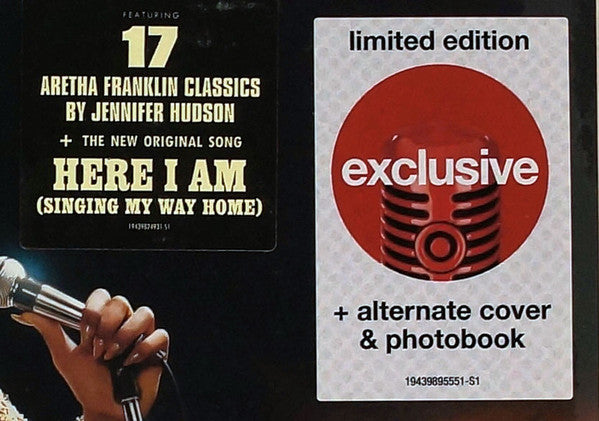 FEATURING
17
ARETHA FRANKLIN CLASSICS
BY JENNIFER HUDSON
+ THE NEW ORIGINAL SONG
HERE I AM
(SINGING MY WAY HOME)
limited edition
exclusive
+ alternate cover
& photobook
19439895551-S1